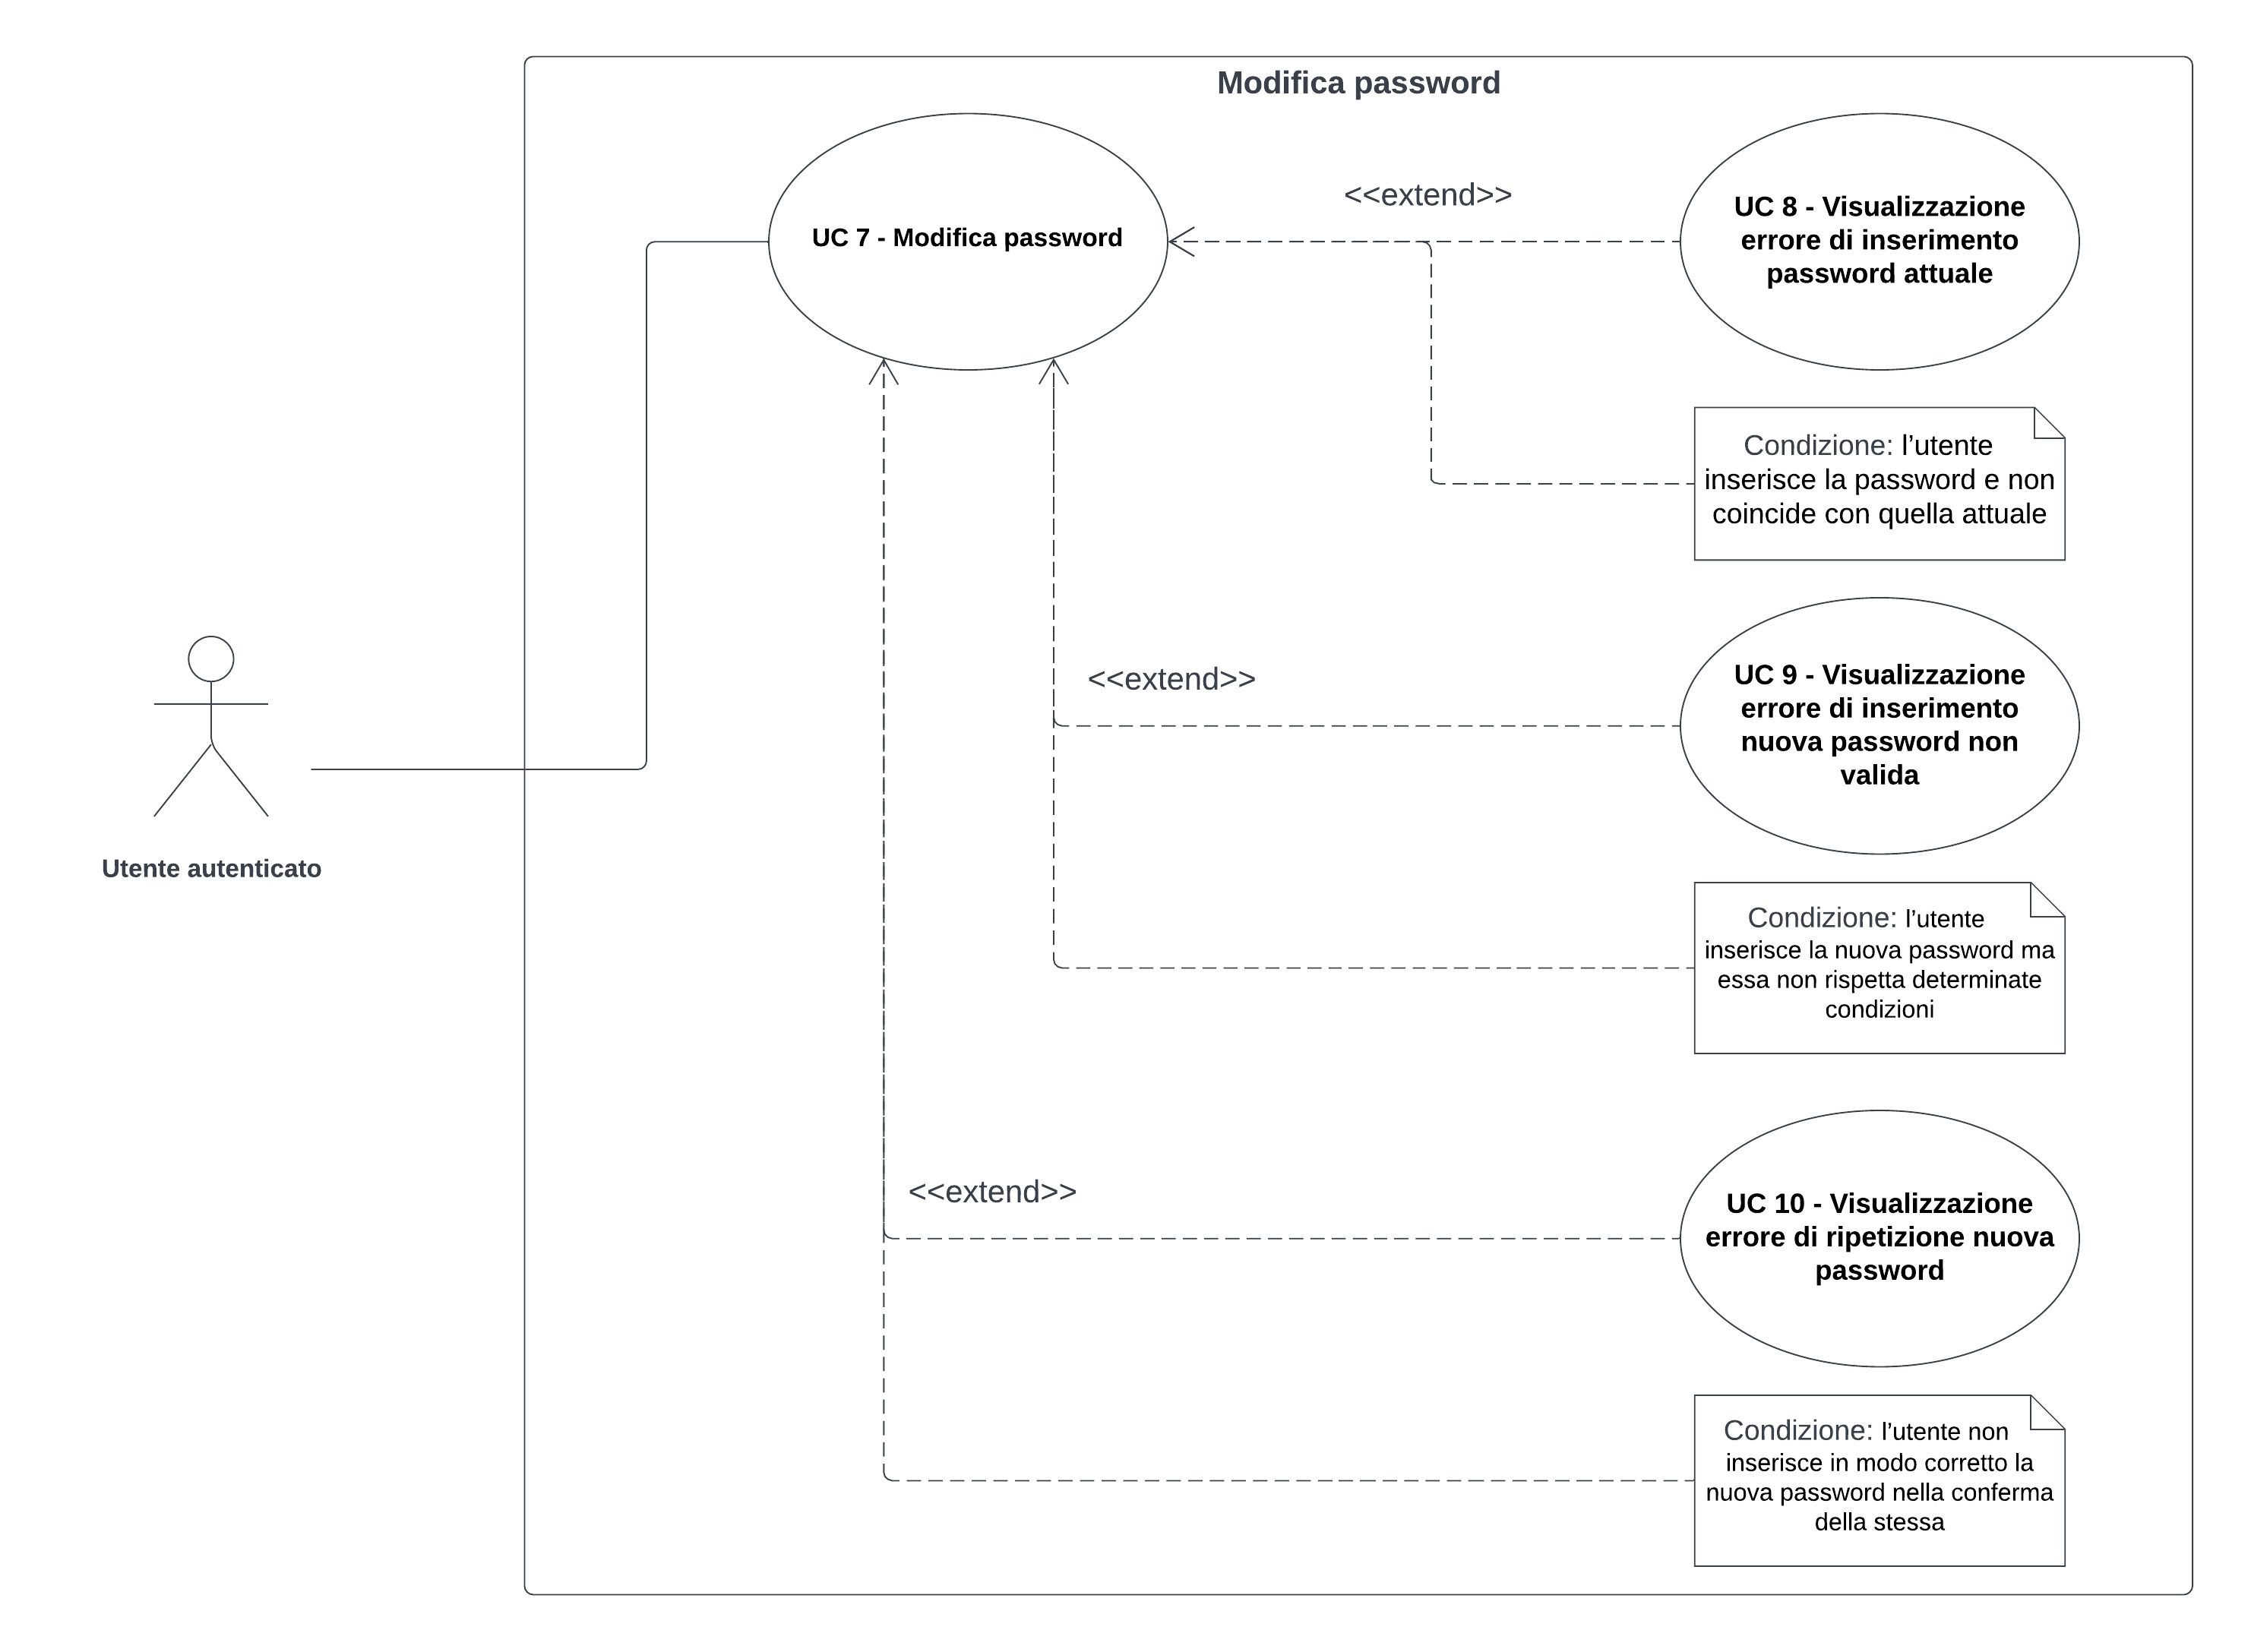 Modifica password
UC 7 - Modifica password
<<extend>>
UC 8 - Visualizzazione
errore di inserimento
password attuale
Condizione: l’utente
inserisce la password e non
coincide con quella attuale
<<extend>>
UC 9 - Visualizzazione
errore di inserimento
nuova password non
valida
Utente autenticato
Condizione: l’utente
inserisce la nuova password ma
essa non rispetta determinate
condizioni
<<extend>>
UC 10 - Visualizzazione
errore di ripetizione nuova
password
Condizione: l’utente non
inserisce in modo corretto la
nuova password nella conferma
della stessa